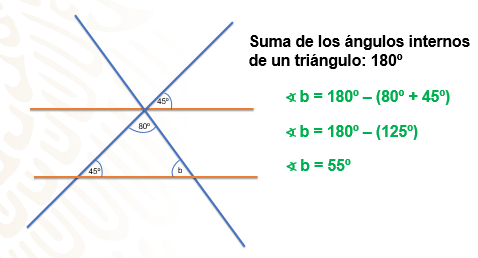 Suma de los ángulos internos
de un triángulo: 180º
45º
∢ b = 180º – (80º + 45º)
80º
∢ b = 180º – (125º)
45º
b
∢ b = 55º